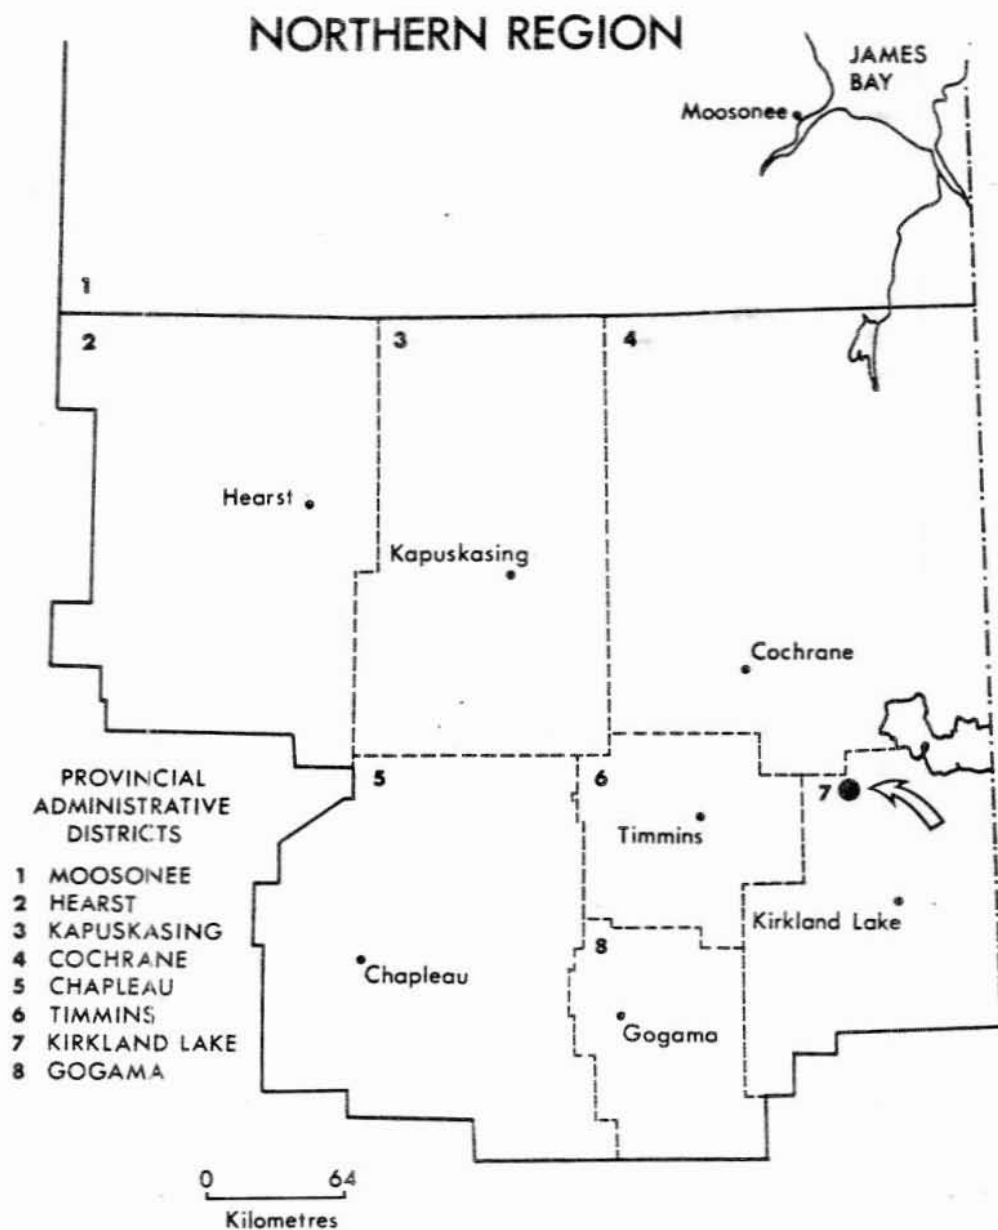 NORTHERN REGION
JAMES
BAY
Moosonee
1
2
3
4
Hearst
Kapuskasing
Cochrane
5
6
7
PROVINCIAL
ADMINISTRATIVE
DISTRICTS
Timmins
1 MOOSONEE
2 HEARST
3 KAPUSKASING
4 COCHRANE
5 CHAPLEAU
6 TIMMINS
7 KIRKLAND LAKE
8 GOGAMA
Kirkland Lake
8
Chapleau
Gogama
0 64
Kilometres